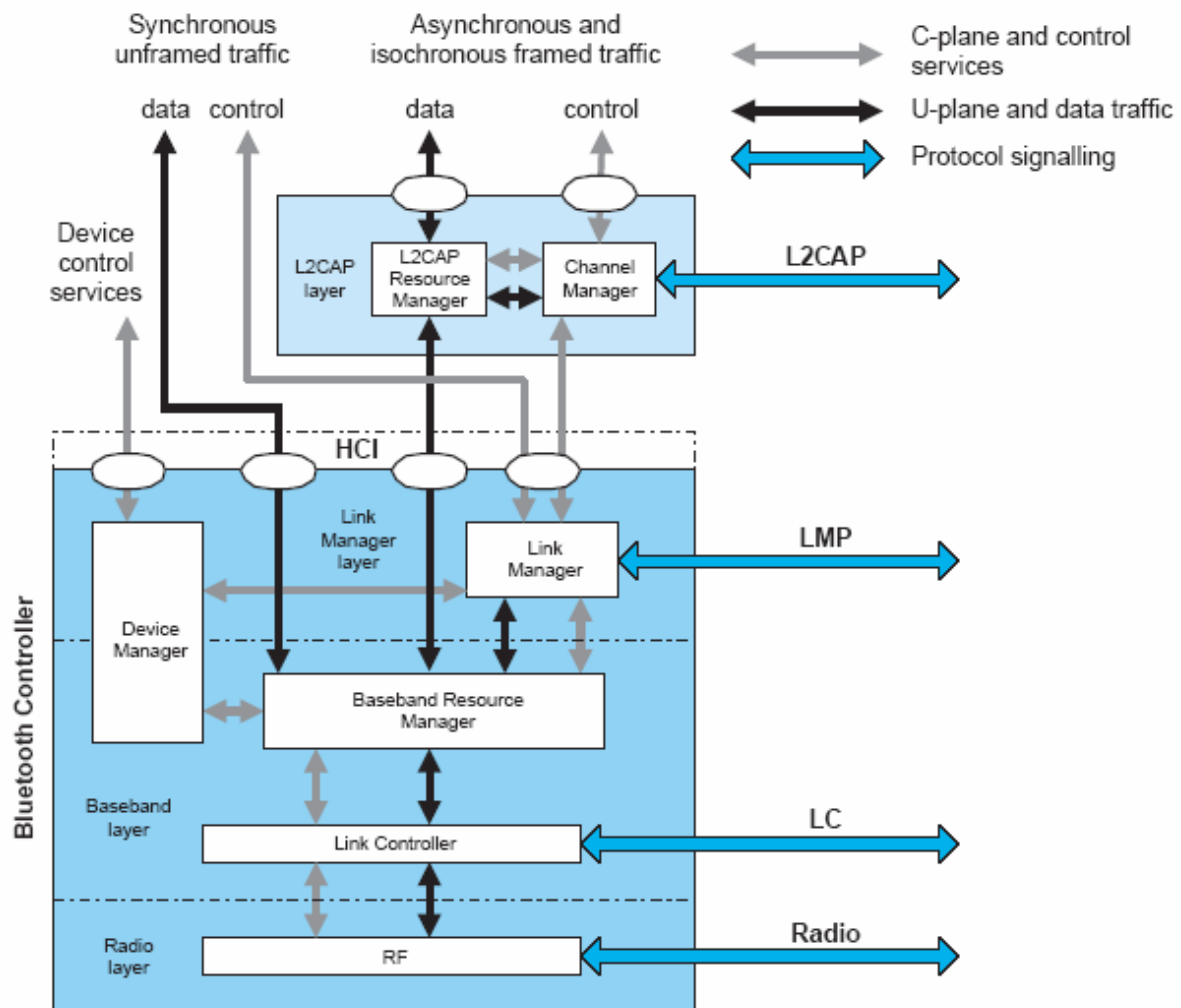 Synchronous
unframed traffic
Asynchronous and
isochronous framed traffic
C-plane and control
services
data control
data
control
U-plane and data traffic
Protocol signalling
Device
control
services
L2CAP
layer
L2CAP
Resource
Manager
Channel
Manager
L2CAP
HCI
Link
Manager
layer
Link
Manager
LMP
Device
Manager
Bluetooth Controller
Baseband Resource
Manager
Baseband
layer
Link Controller
LC
Radio
layer
RF
Radio